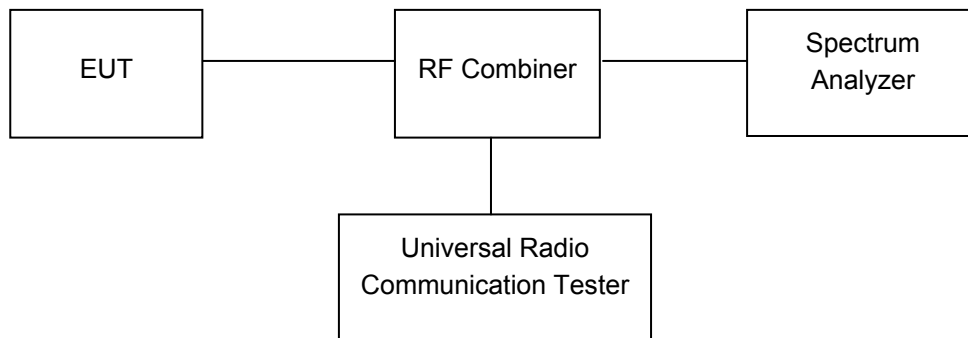 EUT
RF Combiner
Spectrum
Analyzer
Universal Radio
Communication Tester